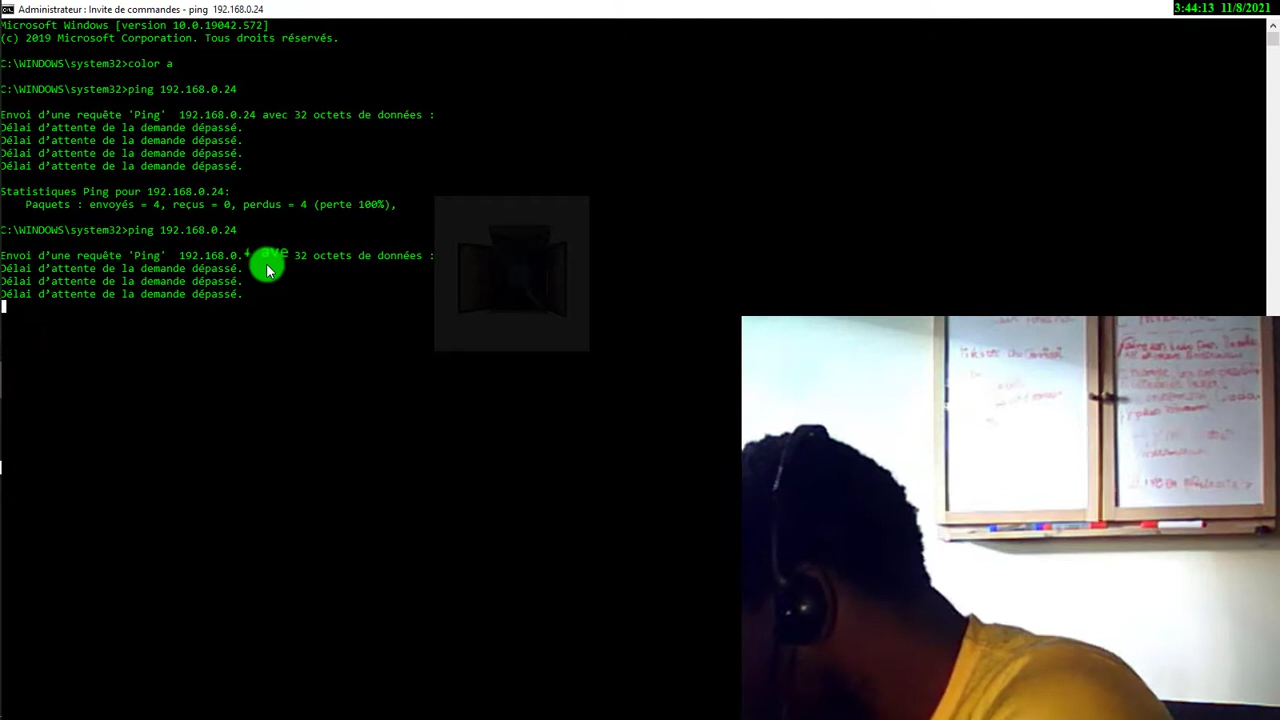 Administrateur : Invite de commandes - ping  192.168.0.24
3:44:13 11/8/2021
Microsoft Windows [version 10.0.19042.572]
(c) 2019 Microsoft Corporation. Tous droits réservés.
C:\WINDOWS\system32>color a
C:\WINDOWS\system32>ping 192.168.0.24
Envoi d’une requête 'Ping'  192.168.0.24 avec 32 octets de données :
Délai d’attente de la demande dépassé.
Délai d’attente de la demande dépassé.
Délai d’attente de la demande dépassé.
Délai d’attente de la demande dépassé.
Statistiques Ping pour 192.168.0.24:
    Paquets : envoyés = 4, reçus = 0, perdus = 4 (perte 100%),
C:\WINDOWS\system32>ping 192.168.0.24
Envoi d’une requête 'Ping'  192.168.0. ave 32 octets de données :
Délai d’attente de la demande dépassé.
Délai d’attente de la demande dépassé.
Délai d’attente de la demande dépassé.